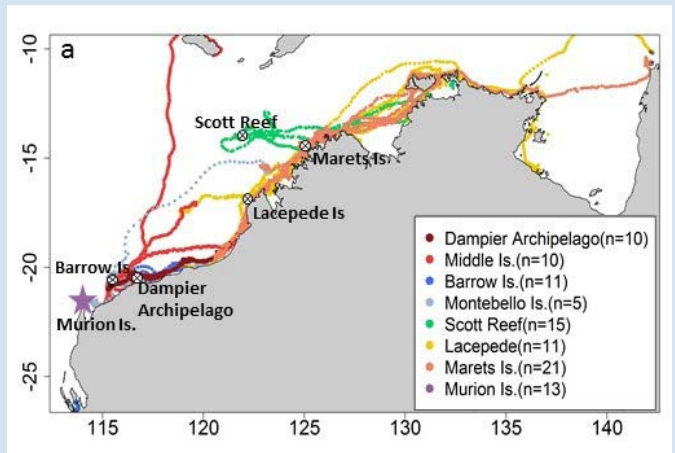 a
-10
-15
-20
-25
Scott Reef
Marets Is.
Lacepede Is
Barrow Is.
Dampier
Archipelago
Murion Is.
Dampier Archipelago(n=10)
Middle Is.(n=10)
Barrow Is.(n=11)
Montebello Is.(n=5)
Scott Reef(n=15)
Lacepede(n=11)
Marets Is.(n=21)
Murion Is.(n=13)
115 120 125 130 135 140